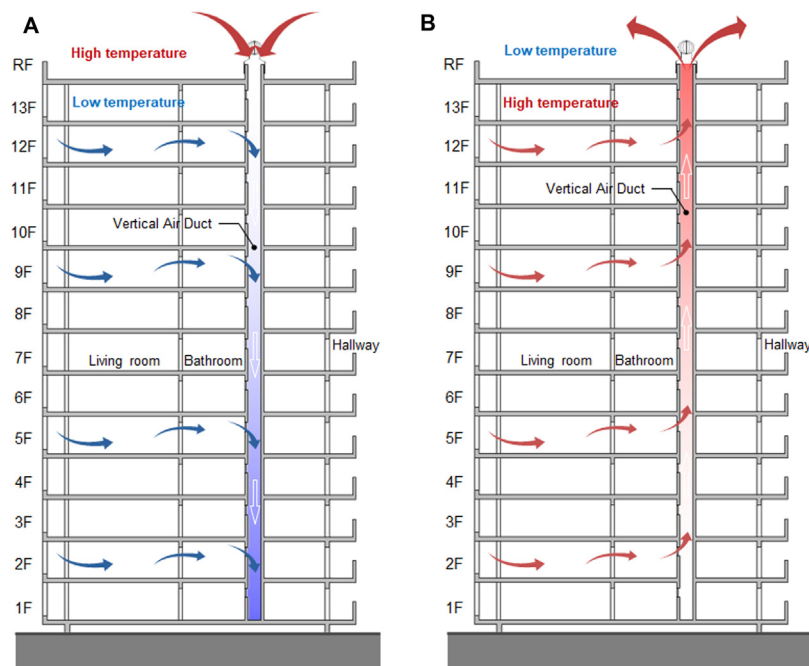 A
High temperature
RF
Low temperature
13F
12F
11F
Vertical Air Duct
10F
9F
8F
Hallway
7F
Living room
Bathroom
6F
5F
4F
3F
2F
1F
B
Low temperature
RF
High temperature
13F
12F
11F
Vertical Air Duct
10F
9F
8F
Hallway
7F
Living room
Bathroom
6F
5F
4F
3F
2F
1F